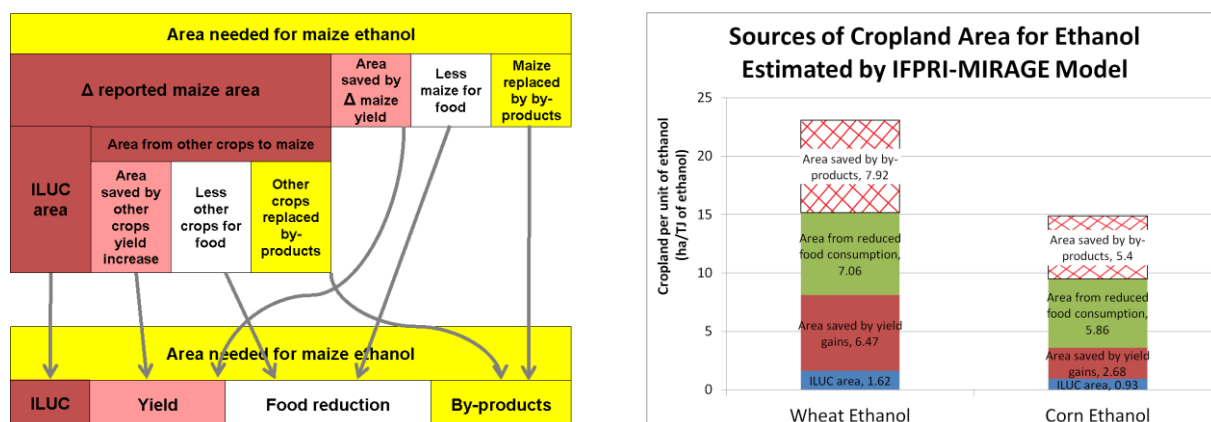 Area needed for maize ethanol
Δ reported maize area
Area
saved by
Δ maize
yield
Less
maize for
food
Maize
replaced
by by-
products
Area from other crops to maize
ILUC
area
Area
saved by
other
crops
yield
increase
Less
other
crops for
food
Other
crops
replaced
by-
products
Area needed for maize ethanol
ILUC
Yield
Food reduction
By-products
Sources of Cropland Area for Ethanol
Estimated by IFPRI-MIRAGE Model
Cropland per unit of ethanol
(ha/TJ of ethanol)
25
20
15
10
5
0
Area saved by by-
products, 7.92
Area from reduced
food consumption,
7.06
Area saved by yield
gains, 6.47
ILUC area, 1.62
Area saved by by-
products, 5.4
Area from reduced
food consumption,
5.86
Area saved by yield
gains, 2.68
ILUC area, 0.93
Wheat Ethanol
Corn Ethanol